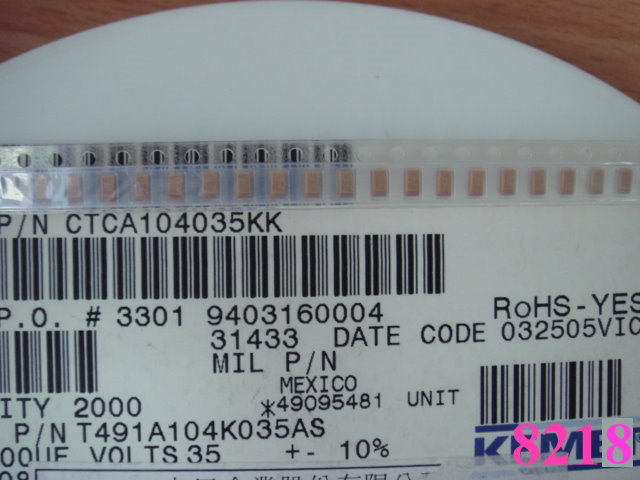 P/N CTCA104035KK
P.O. # 3301 9403160004 RoHS-YES
31433 DATE CODE 032505VIC
MIL P/N
MEXICO
ITY 2000 *49095481 UNIT
P/N T491A104K035AS
00UF VOLTS 35 +- 10%
8218